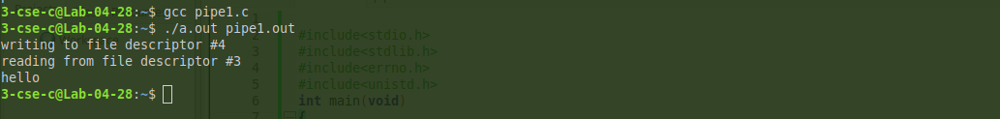 3-cse-c@Lab-04-28:~$ gcc pipe1.c
3-cse-c@Lab-04-28:~$ ./a.out pipe1.out
writing to file descriptor #4
reading from file descriptor #3
hello
3-cse-c@Lab-04-28:~$
1
2 #include<stdio.h>
3 #include<stdlib.h>
4 #include<errno.h>
5 #include<unistd.h>
6 int main(void)
7 {